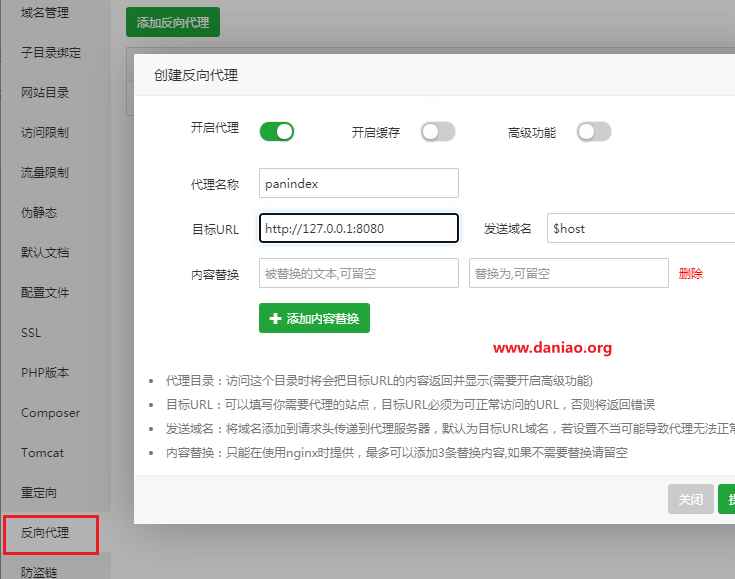 域名管理
子目录绑定
网站目录
访问限制
流量限制
伪静态
默认文档
配置文件
SSL
PHP版本
Composer
Tomcat
重定向
反向代理
防盗链
添加反向代理
创建反向代理
开启代理
开启缓存
高级功能
代理名称
panindex
目标URL
http://127.0.0.1:8080
发送域名
$host
内容替换
被替换的文本,可留空
替换为,可留空
删除
添加内容替换
www.daniao.org
代理目录：访问这个目录时将会把目标URL的内容返回并显示(需要开启高级功能)
目标URL：可以填写你需要代理的站点，目标URL必须为可正常访问的URL，否则将返回错误
发送域名：将域名添加到请求头传递到代理服务器，默认为目标URL域名，若设置不当可能导致代理无法正常
内容替换：只能在使用nginx时提供，最多可以添加3条替换内容,如果不需要替换请留空
关闭